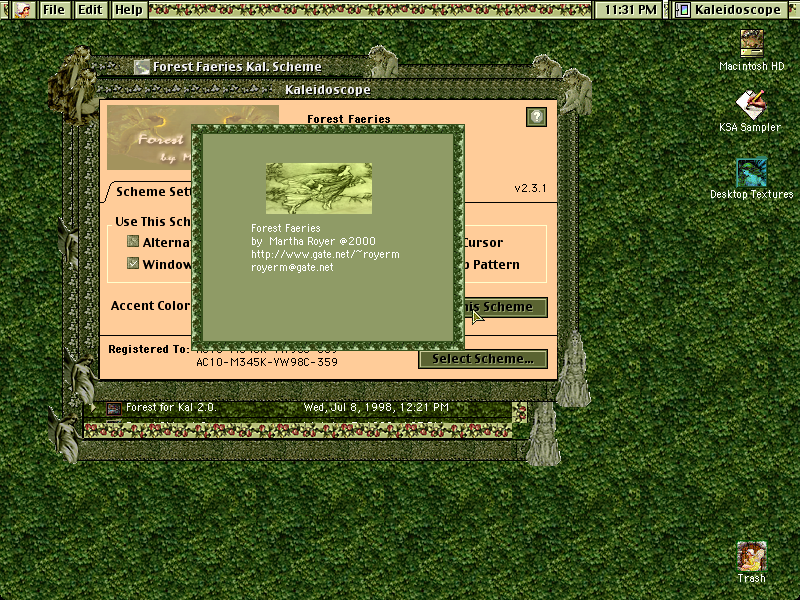 File Edit Help 11:31 PM Kaleidoscope
Macintosh HD
KSA Sampler
Desktop Textures
Forest Faeries Kal. Scheme
Kaleidoscope
Forest
by M
Forest Faeries
?
v2.3.1
Scheme Sett
Use This Sch
Alterna
Cursor
Window
Pattern
Accent Color
his Scheme
Forest Faeries
by Martha Royer @2000
http://www.gate.net/~royerm
royerm@gate.net
Registered To:
AC10-M345K-YW98C-359
Select Scheme...
Forest for Kal 2.0. Wed, Jul 8, 1998, 12:21 PM
Trash